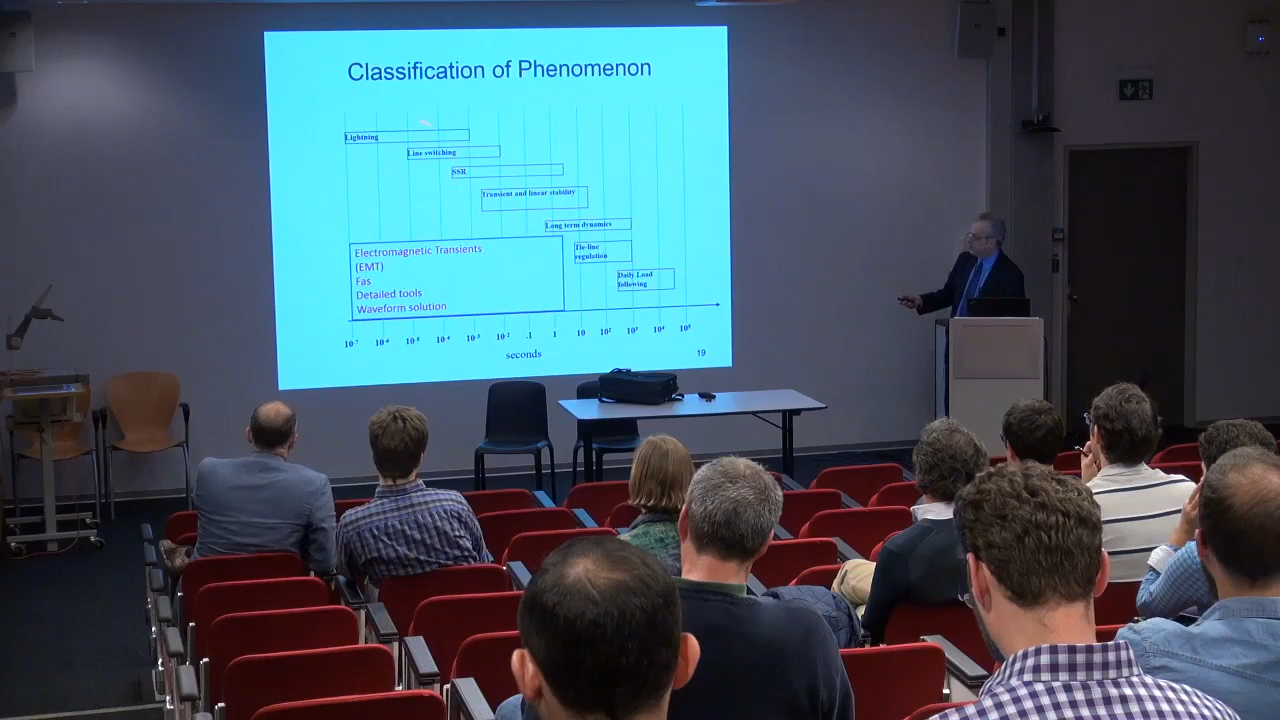 Classification of Phenomenon
Lightning
Line switching
SSR
Transient and linear stability
Long term dynamics
Tie-line
regulation
Daily Load
following
Electromagnetic Transients
(EMT)
Fas
Detailed tools
Waveform solution
10⁻⁷ 10⁻⁶ 10⁻⁵ 10⁻⁴ 10⁻³ 10⁻² .1 1 10 10² 10³ 10⁴ 10⁵
seconds
19